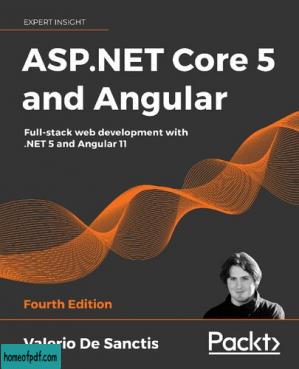 EXPERT INSIGHT
ASP.NET Core 5
and Angular
Full-stack web development with
.NET 5 and Angular 11
Fourth Edition
Valerio De Sanctis
Packt>
homeofpdf.com